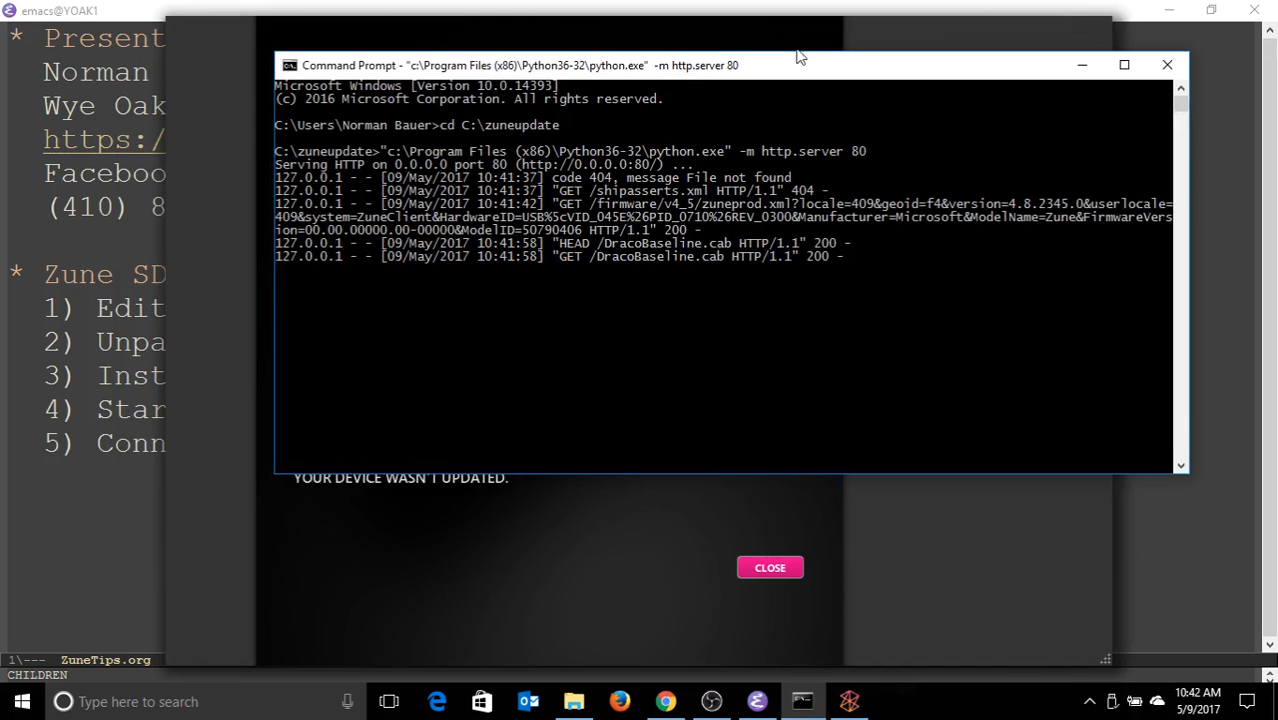 emacs@YOAK1
* Present
Norman
Wye Oak
https:/
Faceboo
(410) 8
* Zune SD
1) Edit
2) Unpa
3) Inst
4) Star
5) Conn
Command Prompt - "c:\Program Files (x86)\Python36-32\python.exe" -m http.server 80
Microsoft Windows [Version 10.0.14393]
(c) 2016 Microsoft Corporation. All rights reserved.
C:\Users\Norman Bauer>cd C:\zuneupdate
C:\zuneupdate>"c:\Program Files (x86)\Python36-32\python.exe" -m http.server 80
Serving HTTP on 0.0.0.0 port 80 (http://0.0.0.0:80/) ...
127.0.0.1 - - [09/May/2017 10:41:37] code 404, message File not found
127.0.0.1 - - [09/May/2017 10:41:37] "GET /shipasserts.xml HTTP/1.1" 404 -
127.0.0.1 - - [09/May/2017 10:41:42] "GET /firmware/v4_5/zuneprod.xml?locale=409&geoid=f4&version=4.8.2345.0&userlocale=
409&system=ZuneClient&HardwareID=USB%5cVID_045E%26PID_0710%26REV_0300&Manufacturer=Microsoft&ModelName=Zune&FirmwareVers
ion=00.00.00000.00-00000&ModelID=50790406 HTTP/1.1" 200 -
127.0.0.1 - - [09/May/2017 10:41:58] "HEAD /DracoBaseline.cab HTTP/1.1" 200 -
127.0.0.1 - - [09/May/2017 10:41:58] "GET /DracoBaseline.cab HTTP/1.1" 200 -
YOUR DEVICE WASN'T UPDATED.
CLOSE
1\--- ZuneTips.org
CHILDREN
Type here to search
10:42 AM
5/9/2017